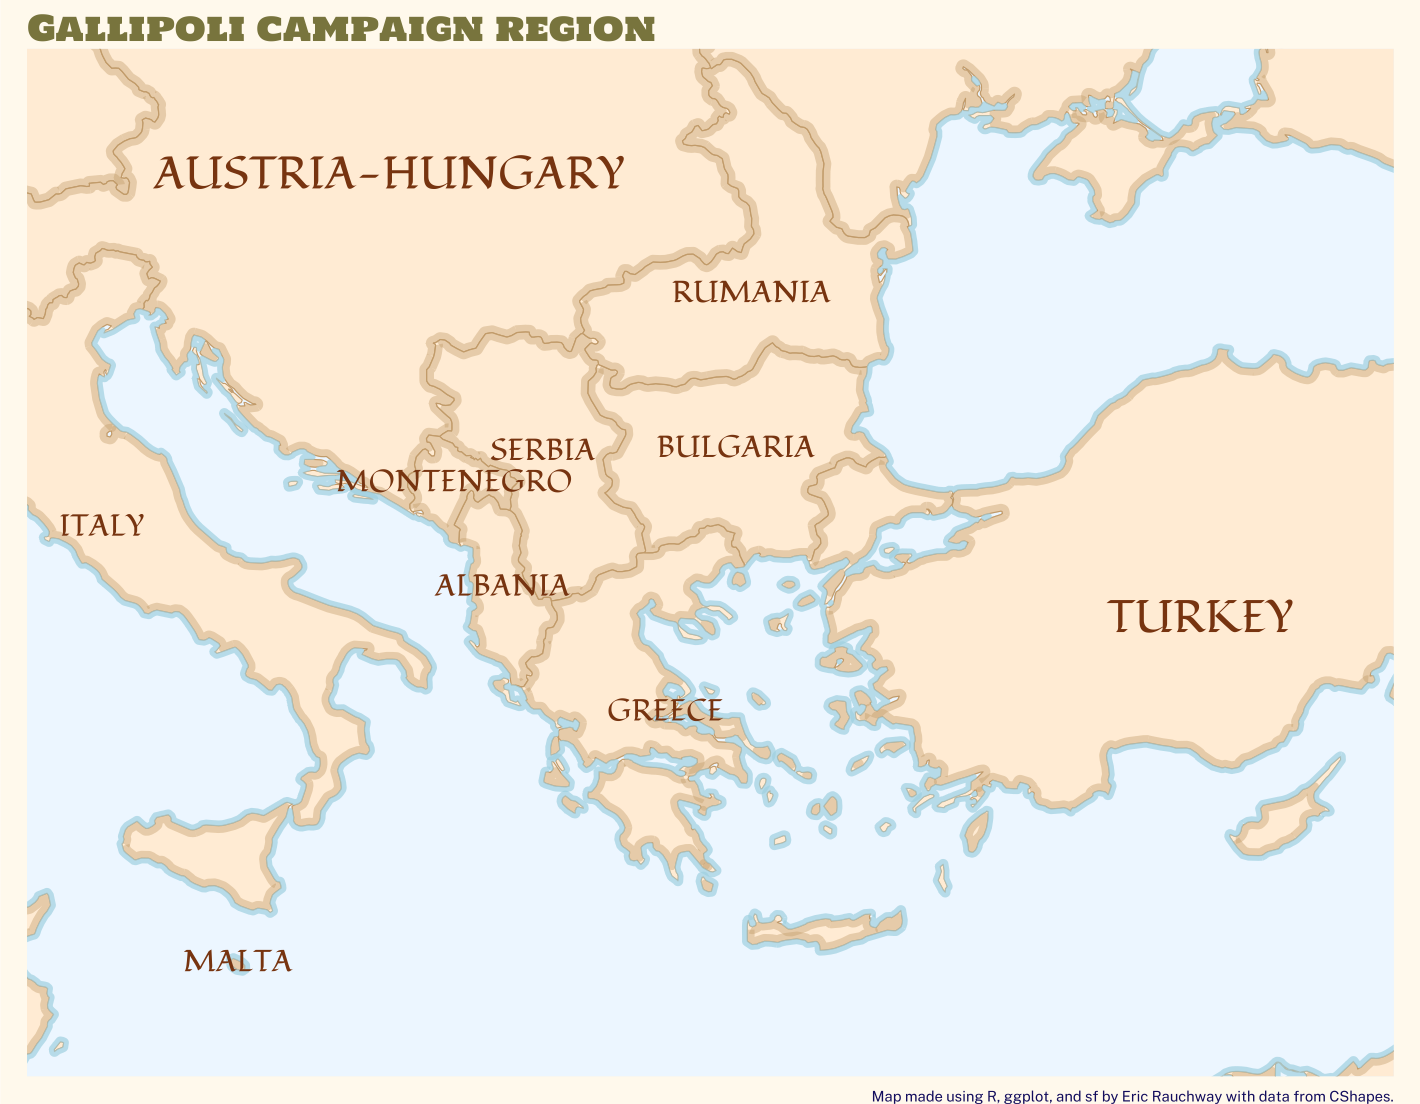 GALLIPOLI CAMPAIGN REGION
AUSTRIA-HUNGARY
RUMANIA
SERBIA
BULGARIA
MONTENEGRO
ITALY
ALBANIA
TURKEY
GREECE
MALTA
Map made using R, ggplot, and sf by Eric Rauchway with data from CShapes.